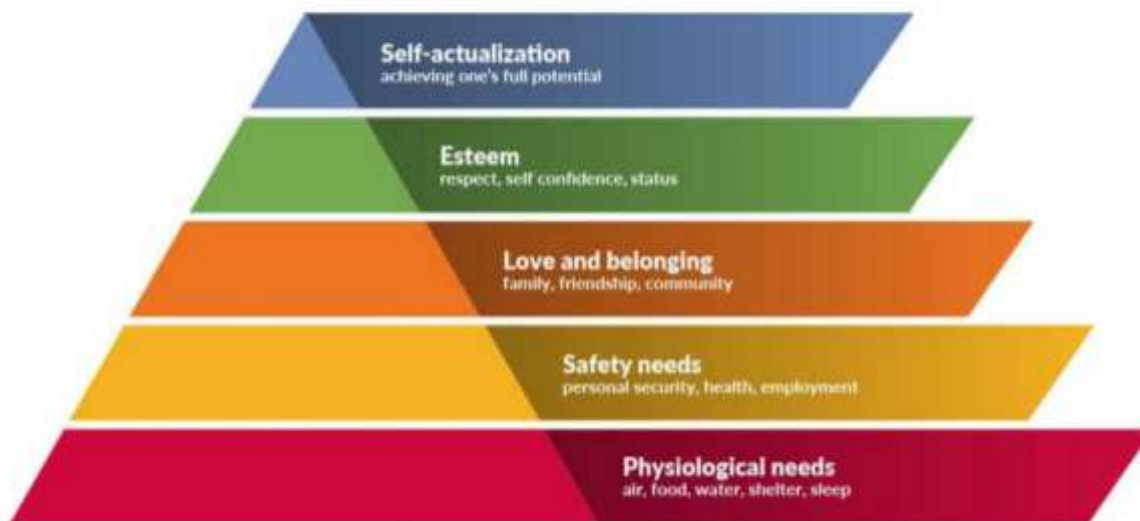 Self-actualization
achieving one's full potential
Esteem
respect, self confidence, status
Love and belonging
family, friendship, community
Safety needs
personal security, health, employment
Physiological needs
air, food, water, shelter, sleep